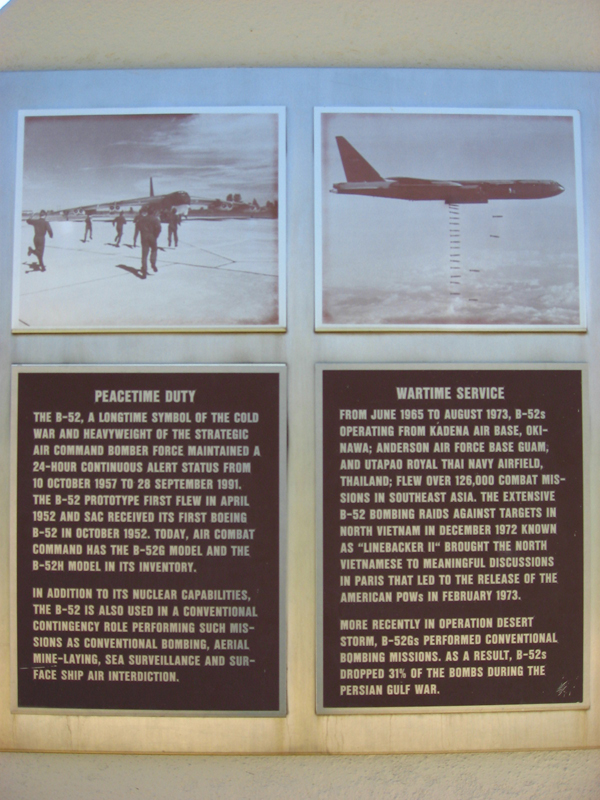 PEACETIME DUTY
THE B-52, A LONGTIME SYMBOL OF THE COLD
WAR AND HEAVYWEIGHT OF THE STRATEGIC
AIR COMMAND BOMBER FORCE MAINTAINED A
24-HOUR CONTINUOUS ALERT STATUS FROM
10 OCTOBER 1957 TO 28 SEPTEMBER 1991.
THE B-52 PROTOTYPE FIRST FLEW IN APRIL
1952 AND SAC RECEIVED ITS FIRST BOEING
B-52 IN OCTOBER 1952. TODAY, AIR COMBAT
COMMAND HAS THE B-52G MODEL AND THE
B-52H MODEL IN ITS INVENTORY.
IN ADDITION TO ITS NUCLEAR CAPABILITIES,
THE B-52 IS ALSO USED IN A CONVENTIONAL
CONTINGENCY ROLE PERFORMING SUCH MIS-
SIONS AS CONVENTIONAL BOMBING, AERIAL
MINE-LAYING, SEA SURVEILLANCE AND SUR-
FACE SHIP AIR INTERDICTION.
WARTIME SERVICE
FROM JUNE 1965 TO AUGUST 1973, B-52s
OPERATING FROM KADENA AIR BASE, OKI-
NAWA; ANDERSON AIR FORCE BASE GUAM;
AND UTAPAO ROYAL THAI NAVY AIRFIELD,
THAILAND; FLEW OVER 126,000 COMBAT MIS-
SIONS IN SOUTHEAST ASIA. THE EXTENSIVE
B-52 BOMBING RAIDS AGAINST TARGETS IN
NORTH VIETNAM IN DECEMBER 1972 KNOWN
AS "LINEBACKER II" BROUGHT THE NORTH
VIETNAMESE TO MEANINGFUL DISCUSSIONS
IN PARIS THAT LED TO THE RELEASE OF THE
AMERICAN POWs IN FEBRUARY 1973.
MORE RECENTLY IN OPERATION DESERT
STORM, B-52Gs PERFORMED CONVENTIONAL
BOMBING MISSIONS. AS A RESULT, B-52s
DROPPED 31% OF THE BOMBS DURING THE
PERSIAN GULF WAR.